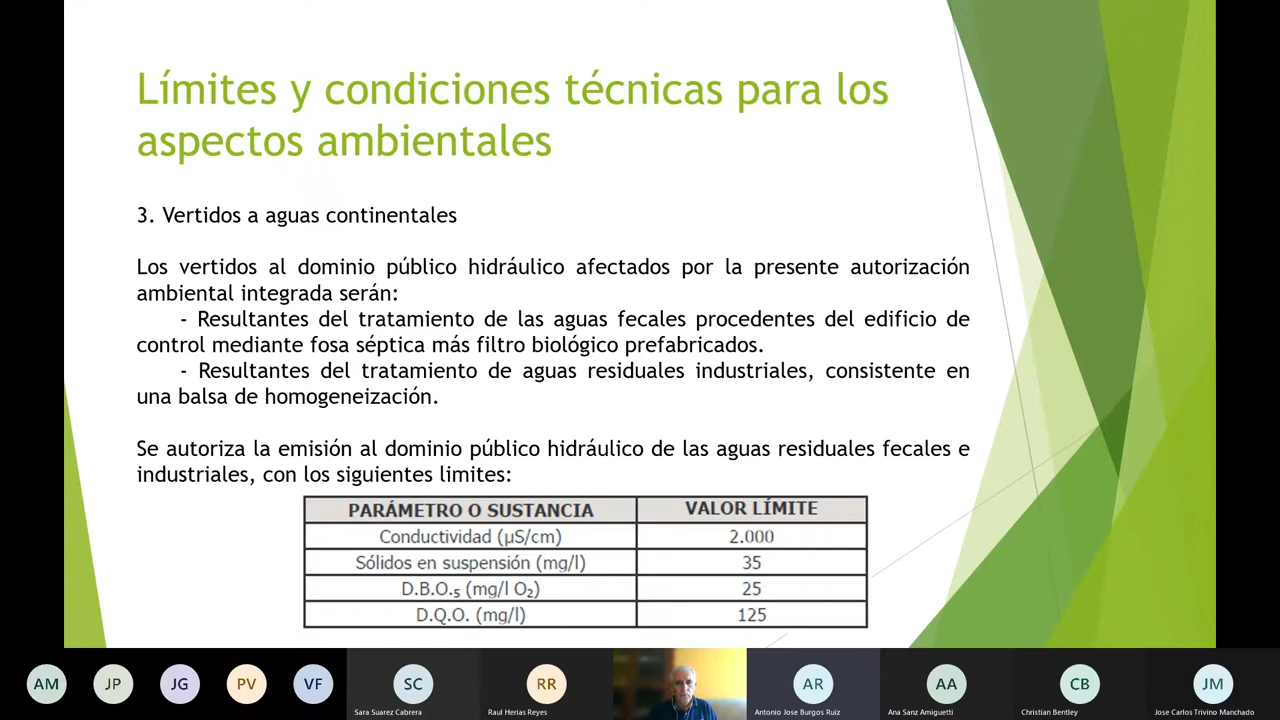 Límites y condiciones técnicas para los
aspectos ambientales
3. Vertidos a aguas continentales
Los vertidos al dominio público hidráulico afectados por la presente autorización
ambiental integrada serán:
- Resultantes del tratamiento de las aguas fecales procedentes del edificio de
control mediante fosa séptica más filtro biológico prefabricados.
- Resultantes del tratamiento de aguas residuales industriales, consistente en
una balsa de homogeneización.
Se autoriza la emisión al dominio público hidráulico de las aguas residuales fecales e
industriales, con los siguientes limites:
PARÁMETRO O SUSTANCIA VALOR LÍMITE
Conductividad (µS/cm) 2.000
Sólidos en suspensión (mg/l) 35
D.B.O.₅ (mg/l O₂) 25
D.Q.O. (mg/l) 125
AM JP JG PV VF SC RR AR AA CB JM
Sara Suarez Cabrera Raul Herias Reyes Antonio Jose Burgos Ruiz Ana Sanz Amiguetti Christian Bentley Jose Carlos Trivino Manchado